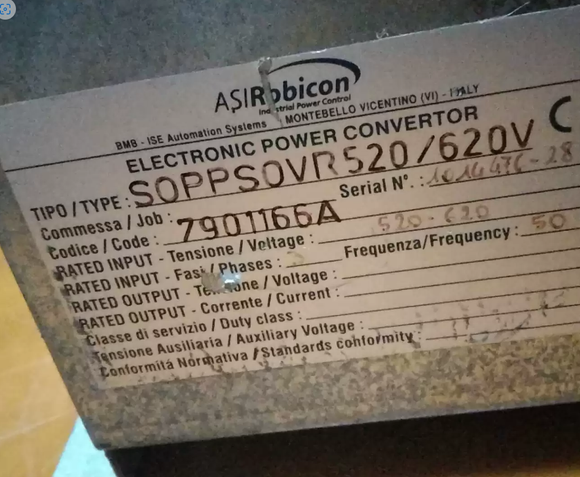 ASIRobicon
Industrial Power Control
BMB - ISE Automation Systems MONTEBELLO VICENTINO (VI) - ITALY
ELECTRONIC POWER CONVERTOR
TIPO / TYPE : SOPPSOVR520/620V
Commessa / Job : Serial N°. :
Codice / Code : 7901166A
RATED INPUT - Tensione / Voltage : 520-620
RATED INPUT - Fasi / Phases : Frequenza/Frequency : 50
RATED OUTPUT - Tensione / Voltage :
RATED OUTPUT - Corrente / Current :
Classe di servizio / Duty class :
Tensione Ausiliaria / Auxiliary Voltage :
Conformità Normativa / Standards conformity :